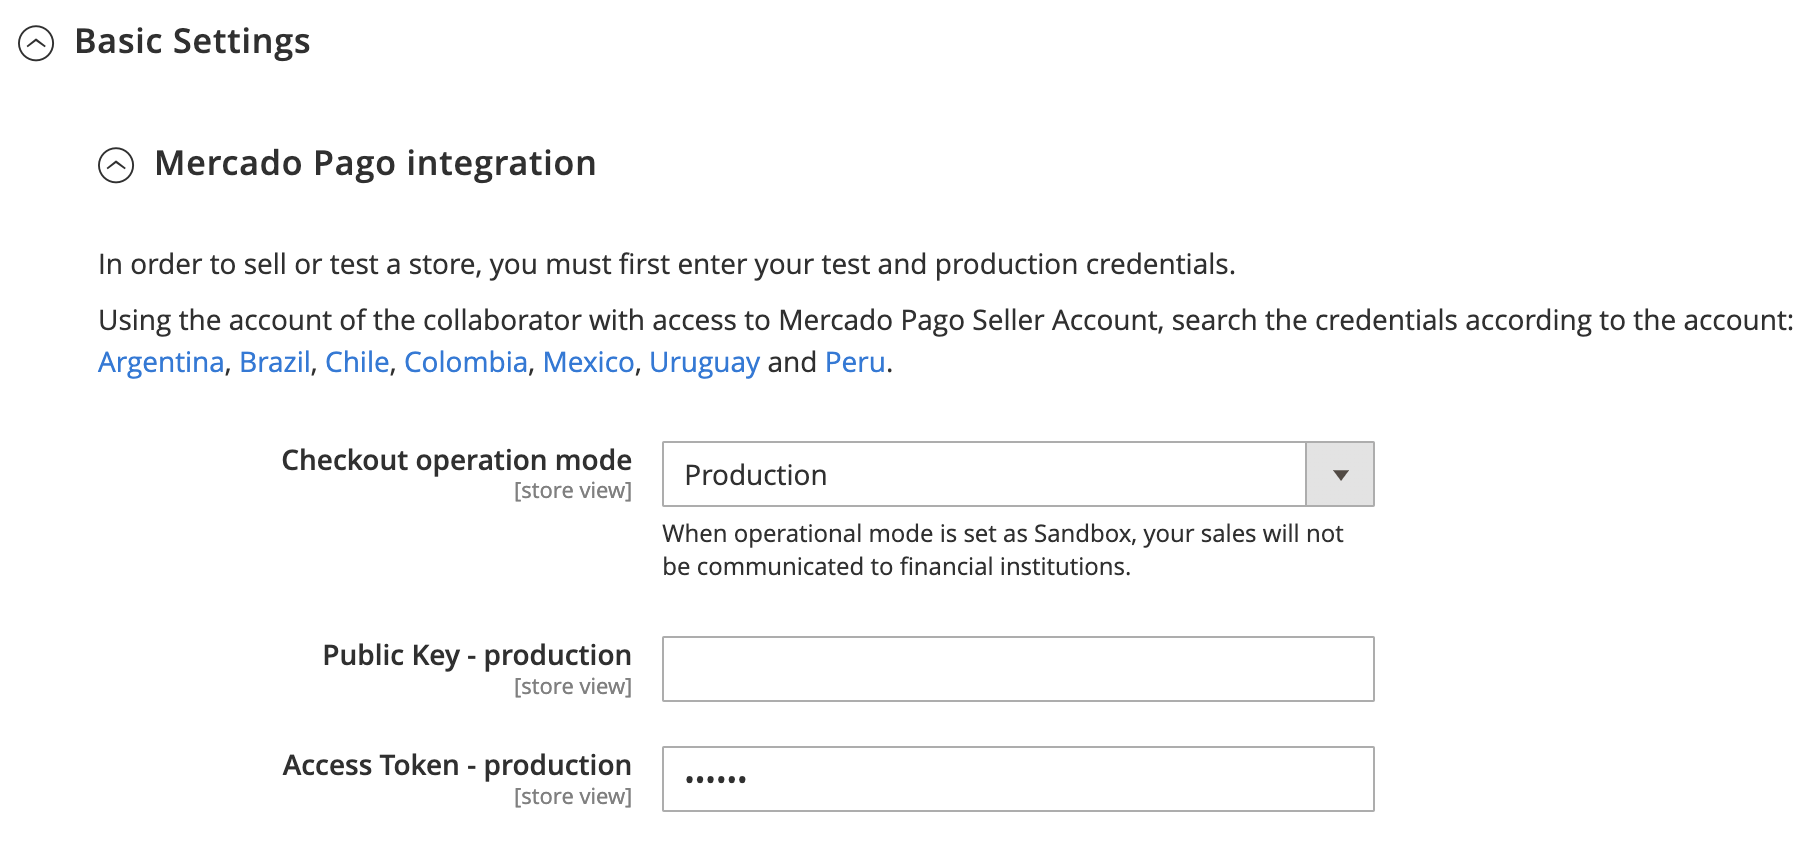 Basic Settings
Mercado Pago integration
In order to sell or test a store, you must first enter your test and production credentials.
Using the account of the collaborator with access to Mercado Pago Seller Account, search the credentials according to the account:
Argentina, Brazil, Chile, Colombia, Mexico, Uruguay and Peru.
Checkout operation mode
[store view]
Production
When operational mode is set as Sandbox, your sales will not
be communicated to financial institutions.
Public Key - production
[store view]
Access Token - production
[store view]
••••••